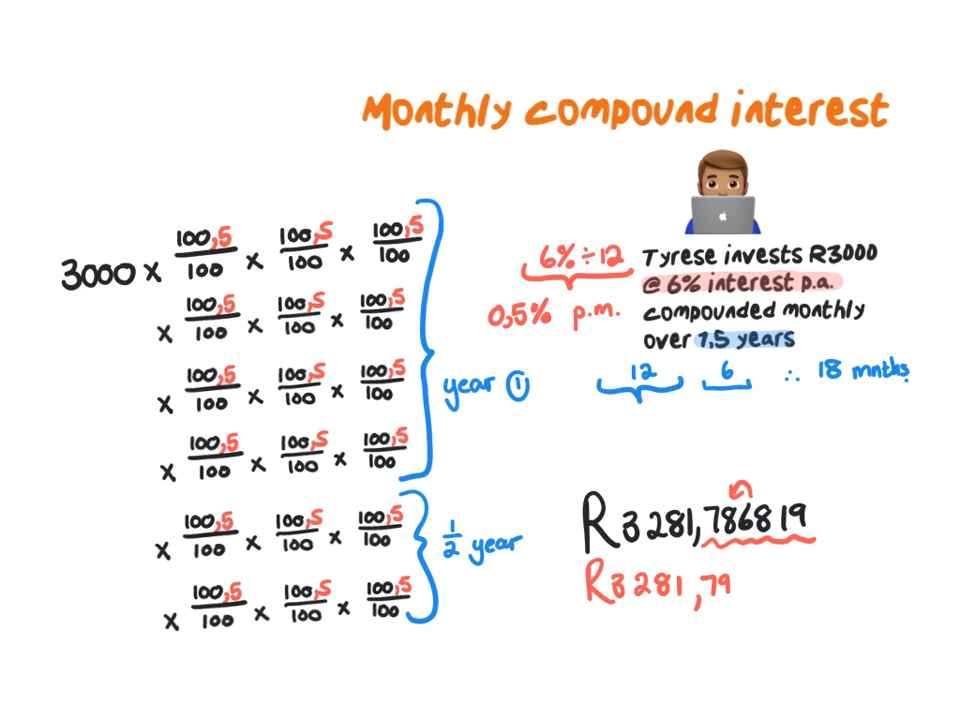 Monthly compound interest
3000 × 100,5/100 × 100,5/100 × 100,5/100
× 100,5/100 × 100,5/100 × 100,5/100
× 100,5/100 × 100,5/100 × 100,5/100
× 100,5/100 × 100,5/100 × 100,5/100
year ①
× 100,5/100 × 100,5/100 × 100,5/100
× 100,5/100 × 100,5/100 × 100,5/100
1/2 year
6% ÷ 12
0,5% p.m.
Tyrese invests R3000
@ 6% interest p.a.
compounded monthly
over 1,5 years
12 6 ∴ 18 mnths
R3 281,786819
R3 281,79